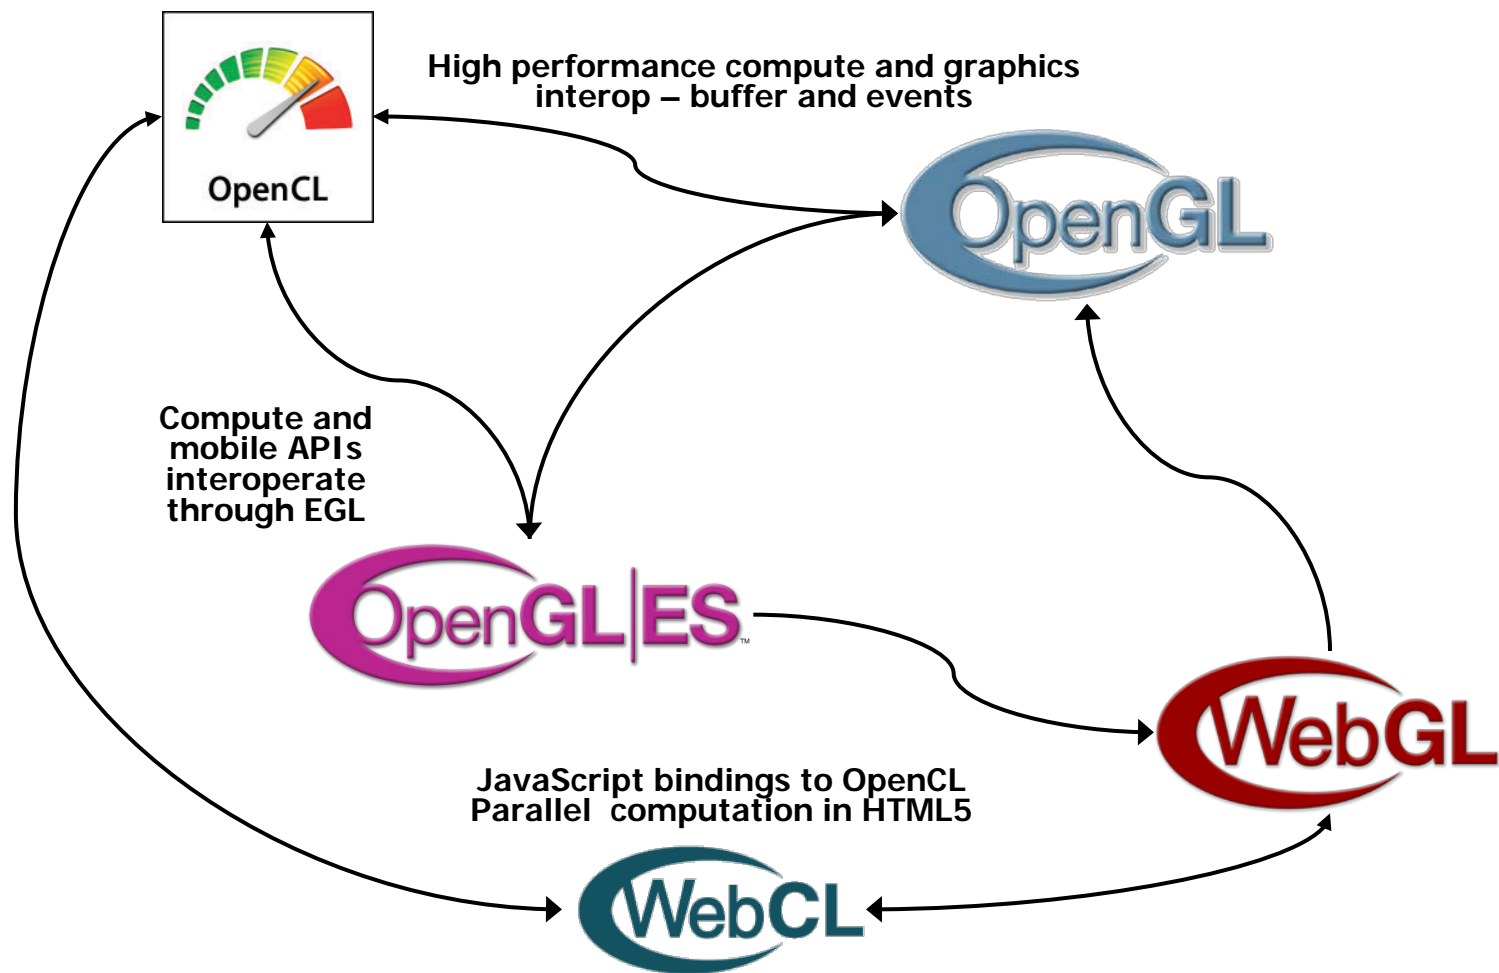 High performance compute and graphics
interop – buffer and events
OpenCL
OpenGL
Compute and
mobile APIs
interoperate
through EGL
OpenGL|ES™
WebGL
JavaScript bindings to OpenCL
Parallel computation in HTML5
WebCL